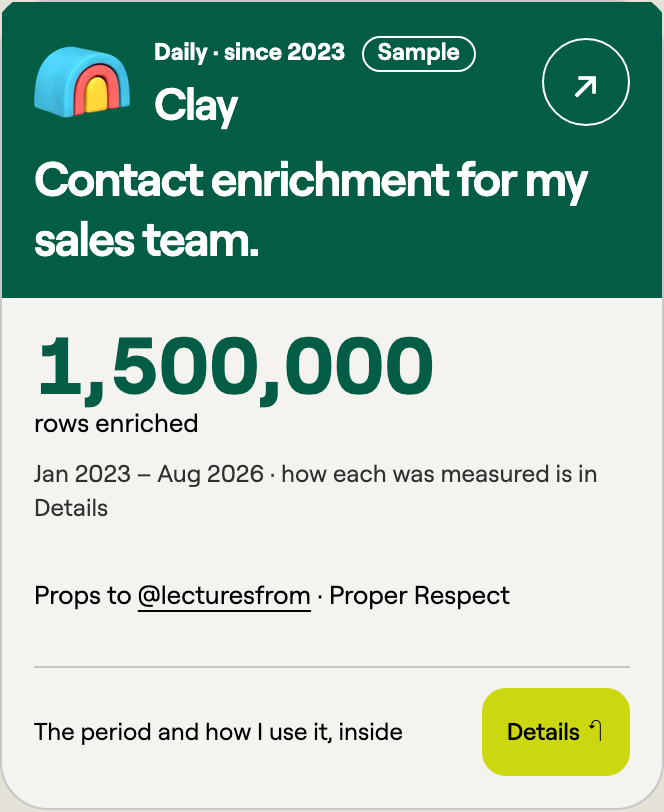 Daily · since 2023 Sample
Clay
Contact enrichment for my
sales team.
1,500,000
rows enriched
Jan 2023 – Aug 2026 · how each was measured is in
Details
Props to @lecturesfrom · Proper Respect
The period and how I use it, inside
Details